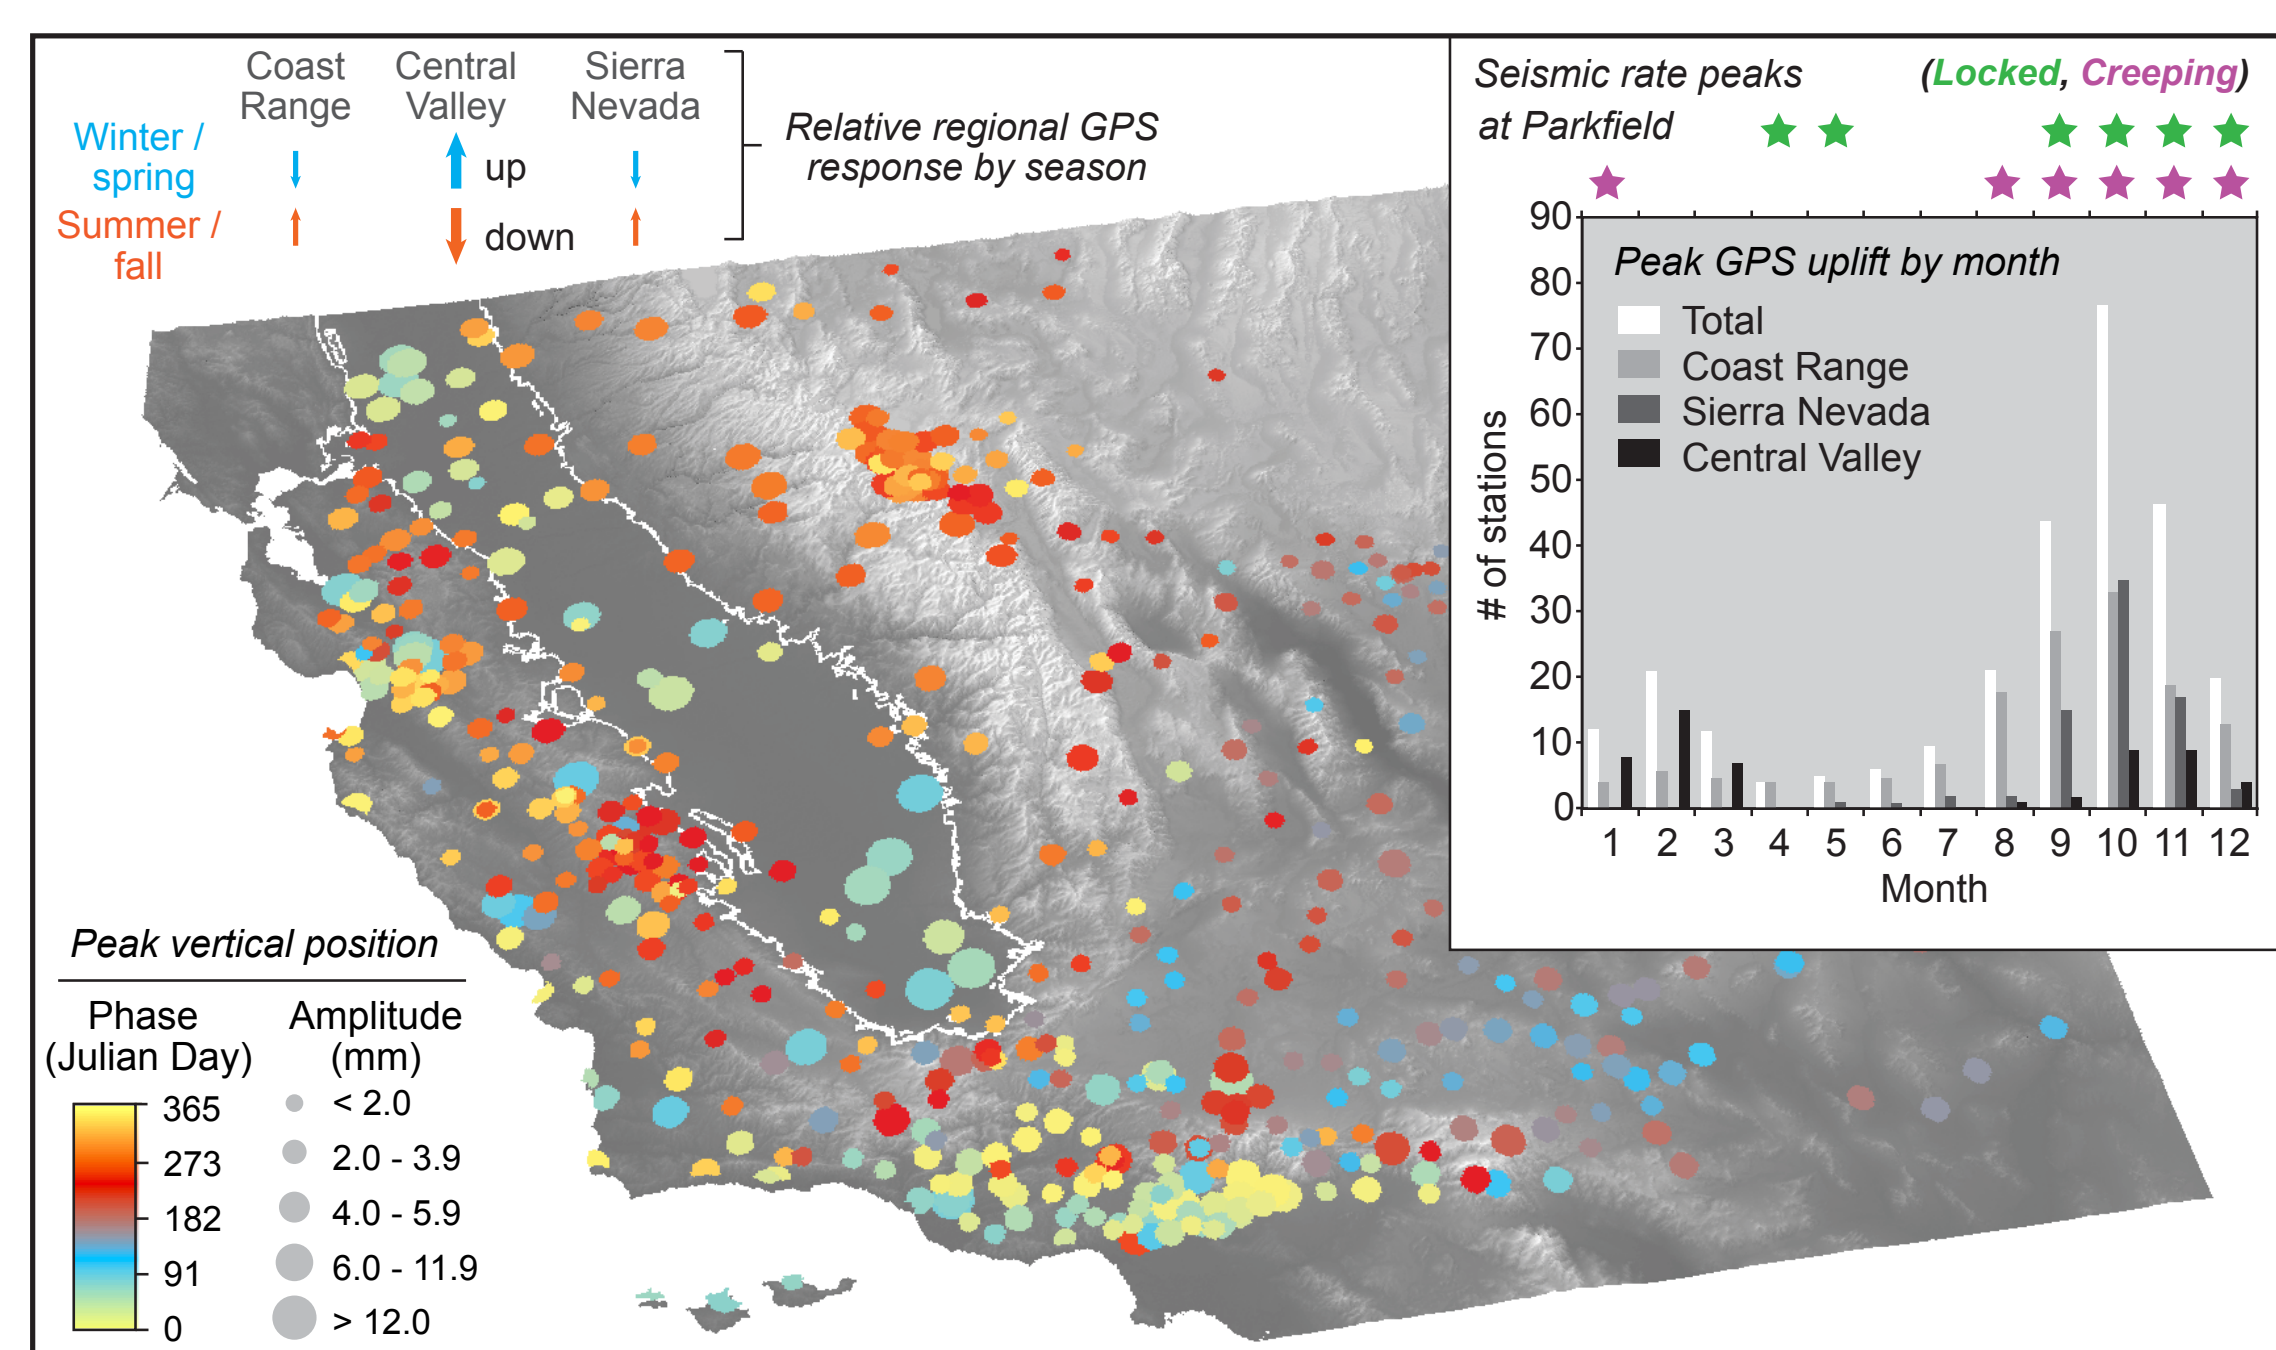 Coast Range
Central Valley
Sierra Nevada
Winter / spring
up
Summer / fall
down
Relative regional GPS
response by season
Seismic rate peaks (Locked, Creeping)
at Parkfield
Peak GPS uplift by month
Total
Coast Range
Sierra Nevada
Central Valley
# of stations
90
80
70
60
50
40
30
20
10
0
1 2 3 4 5 6 7 8 9 10 11 12
Month
Peak vertical position
Phase
(Julian Day)
365
273
182
91
0
Amplitude
(mm)
< 2.0
2.0 - 3.9
4.0 - 5.9
6.0 - 11.9
> 12.0